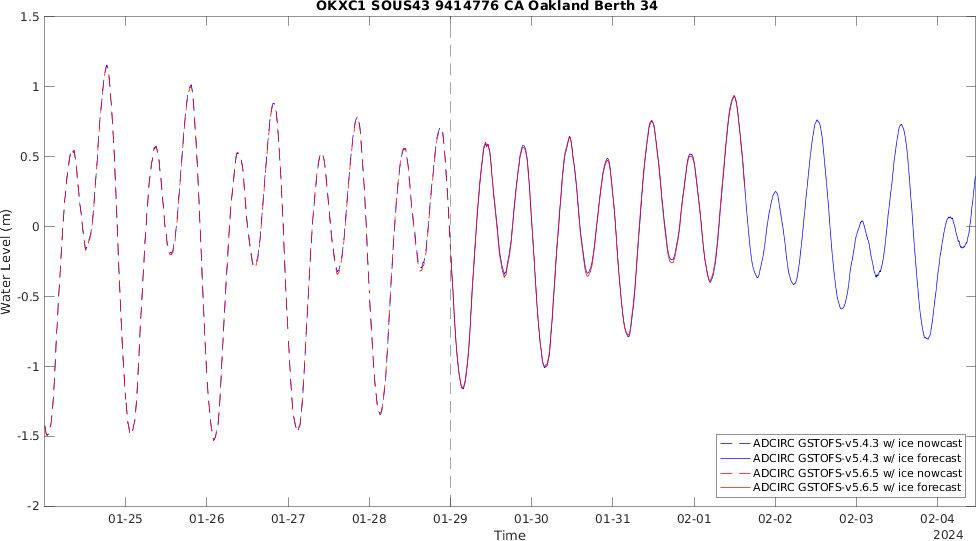 OKXC1 SOUS43 9414776 CA Oakland Berth 34
1.5
1
0.5
0
-0.5
-1
-1.5
-2
Water Level (m)
01-25 01-26 01-27 01-28 01-29 01-30 01-31 02-01 02-02 02-03 02-04
Time
2024
ADCIRC GSTOFS-v5.4.3 w/ ice nowcast
ADCIRC GSTOFS-v5.4.3 w/ ice forecast
ADCIRC GSTOFS-v5.6.5 w/ ice nowcast
ADCIRC GSTOFS-v5.6.5 w/ ice forecast